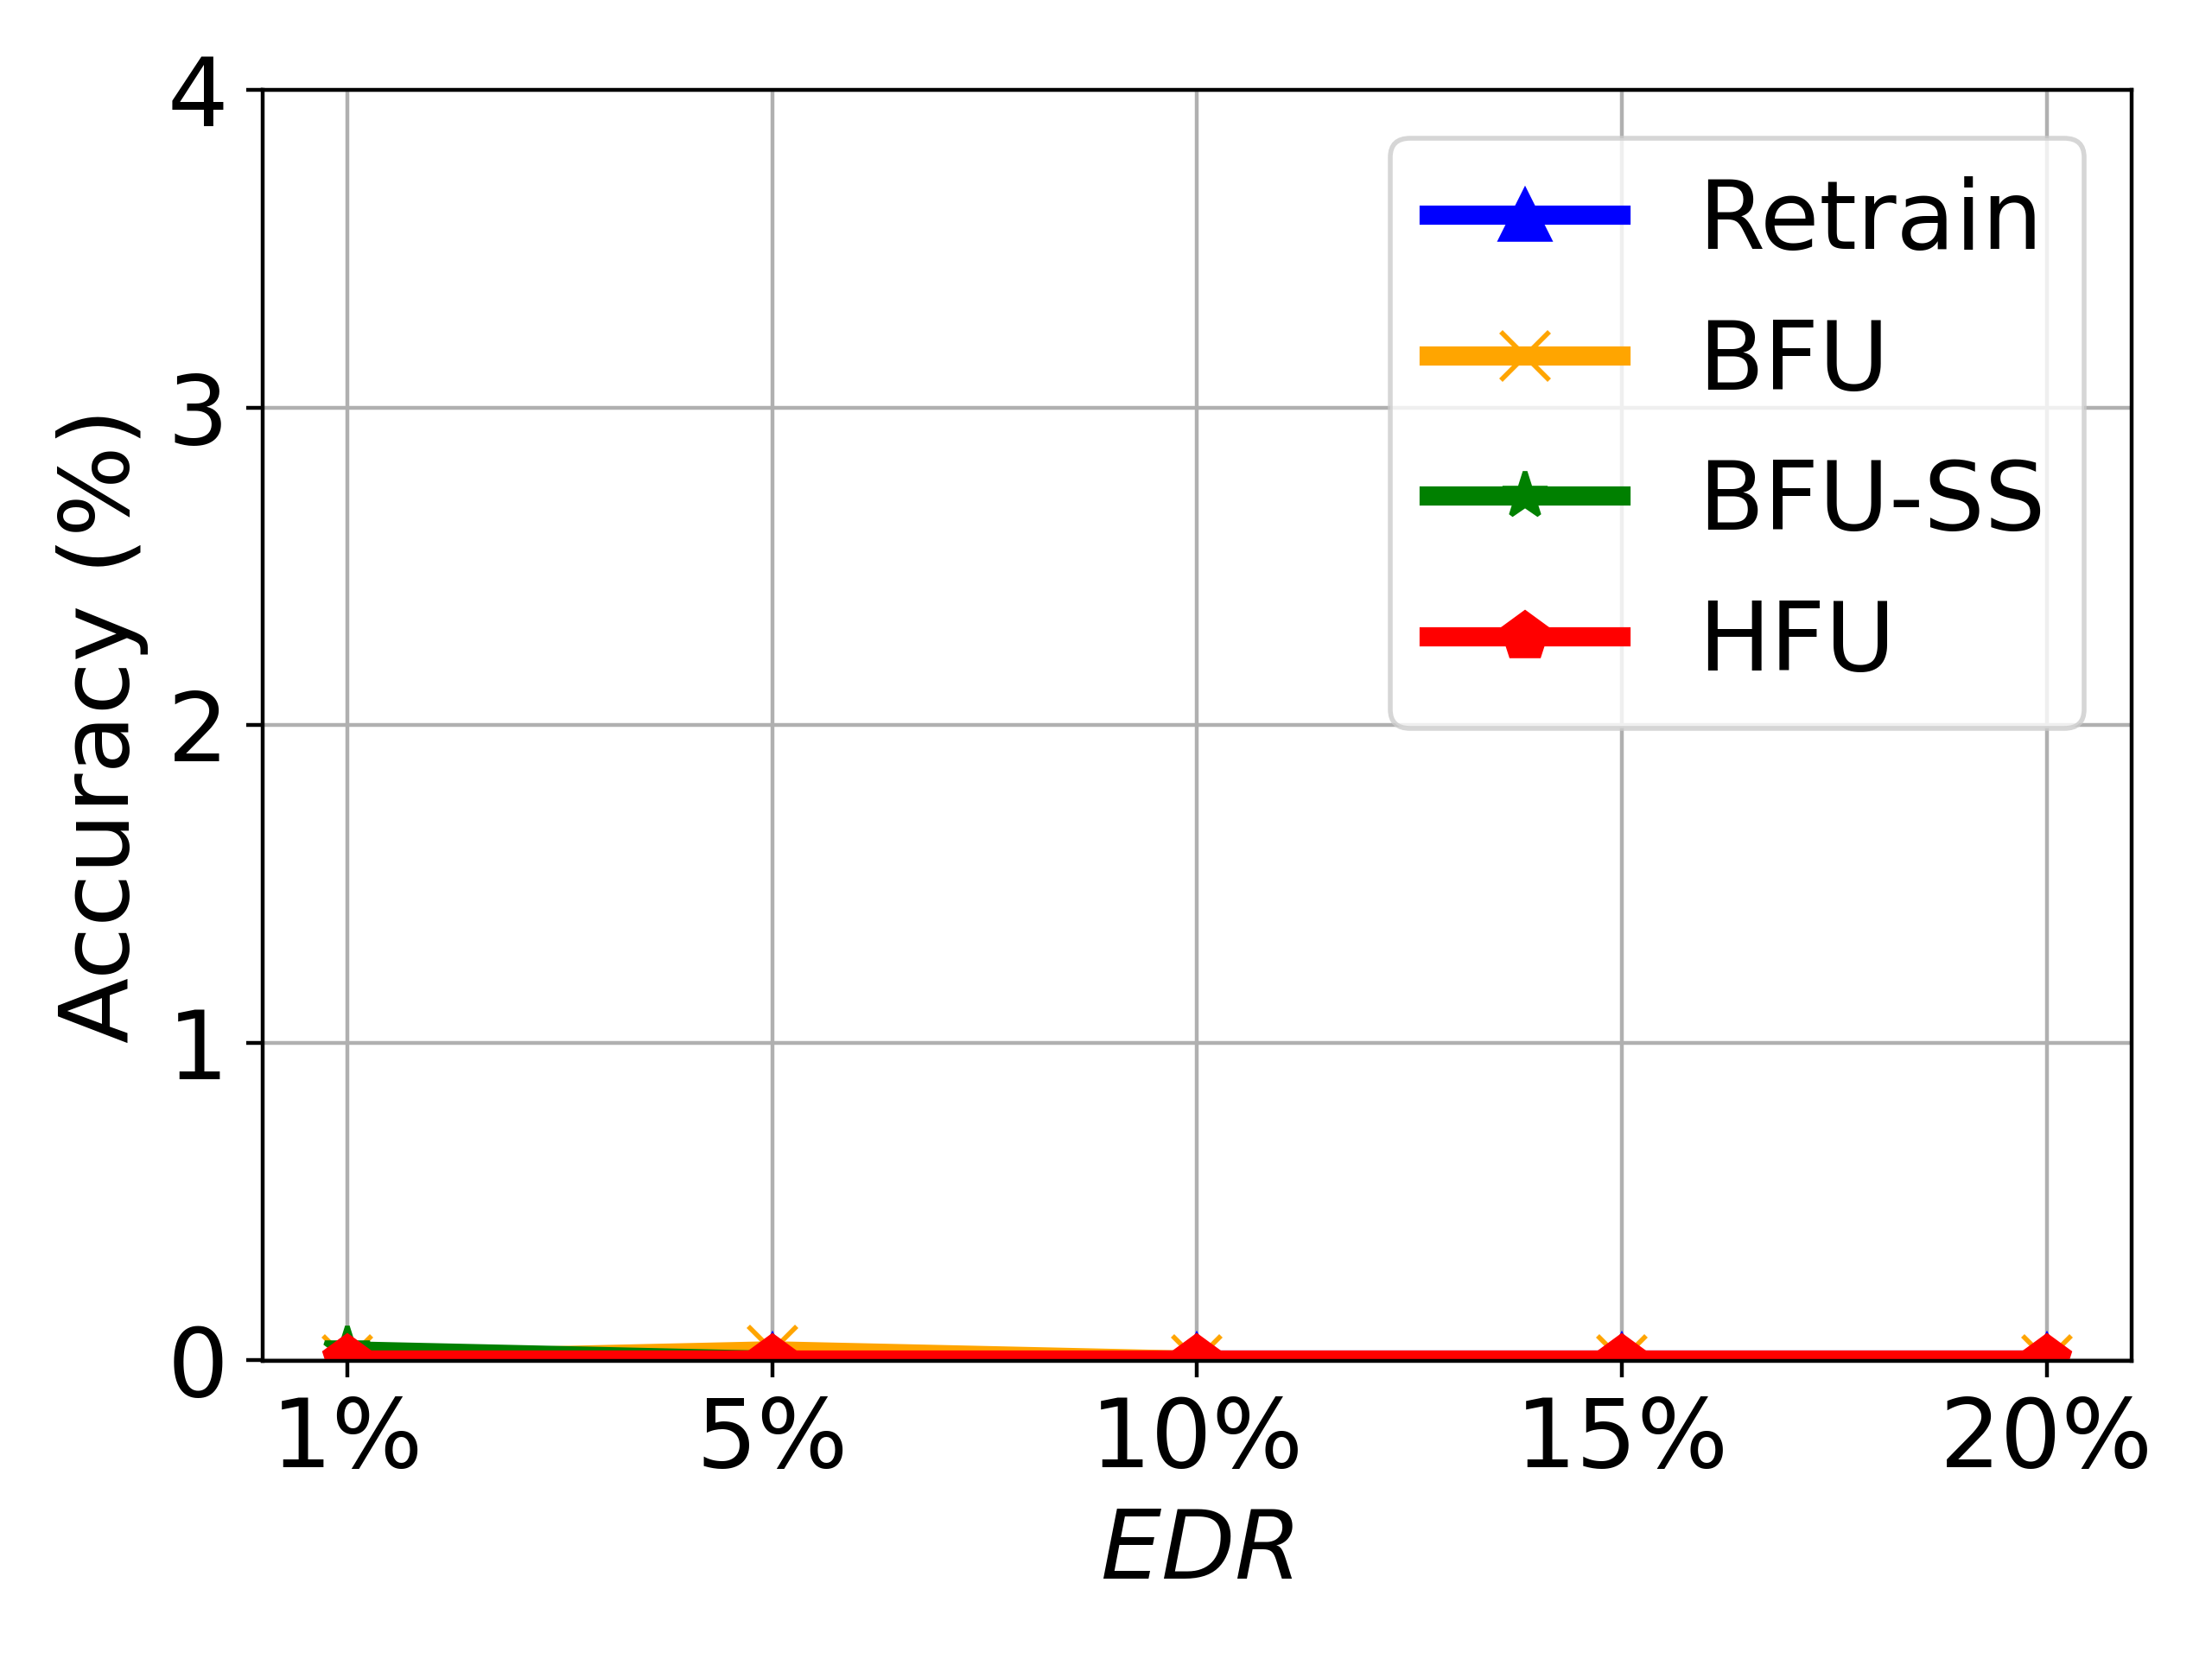 4
3
2
1
0
Accuracy (%)
Retrain
BFU
BFU-SS
HFU
1% 5% 10% 15% 20%
EDR